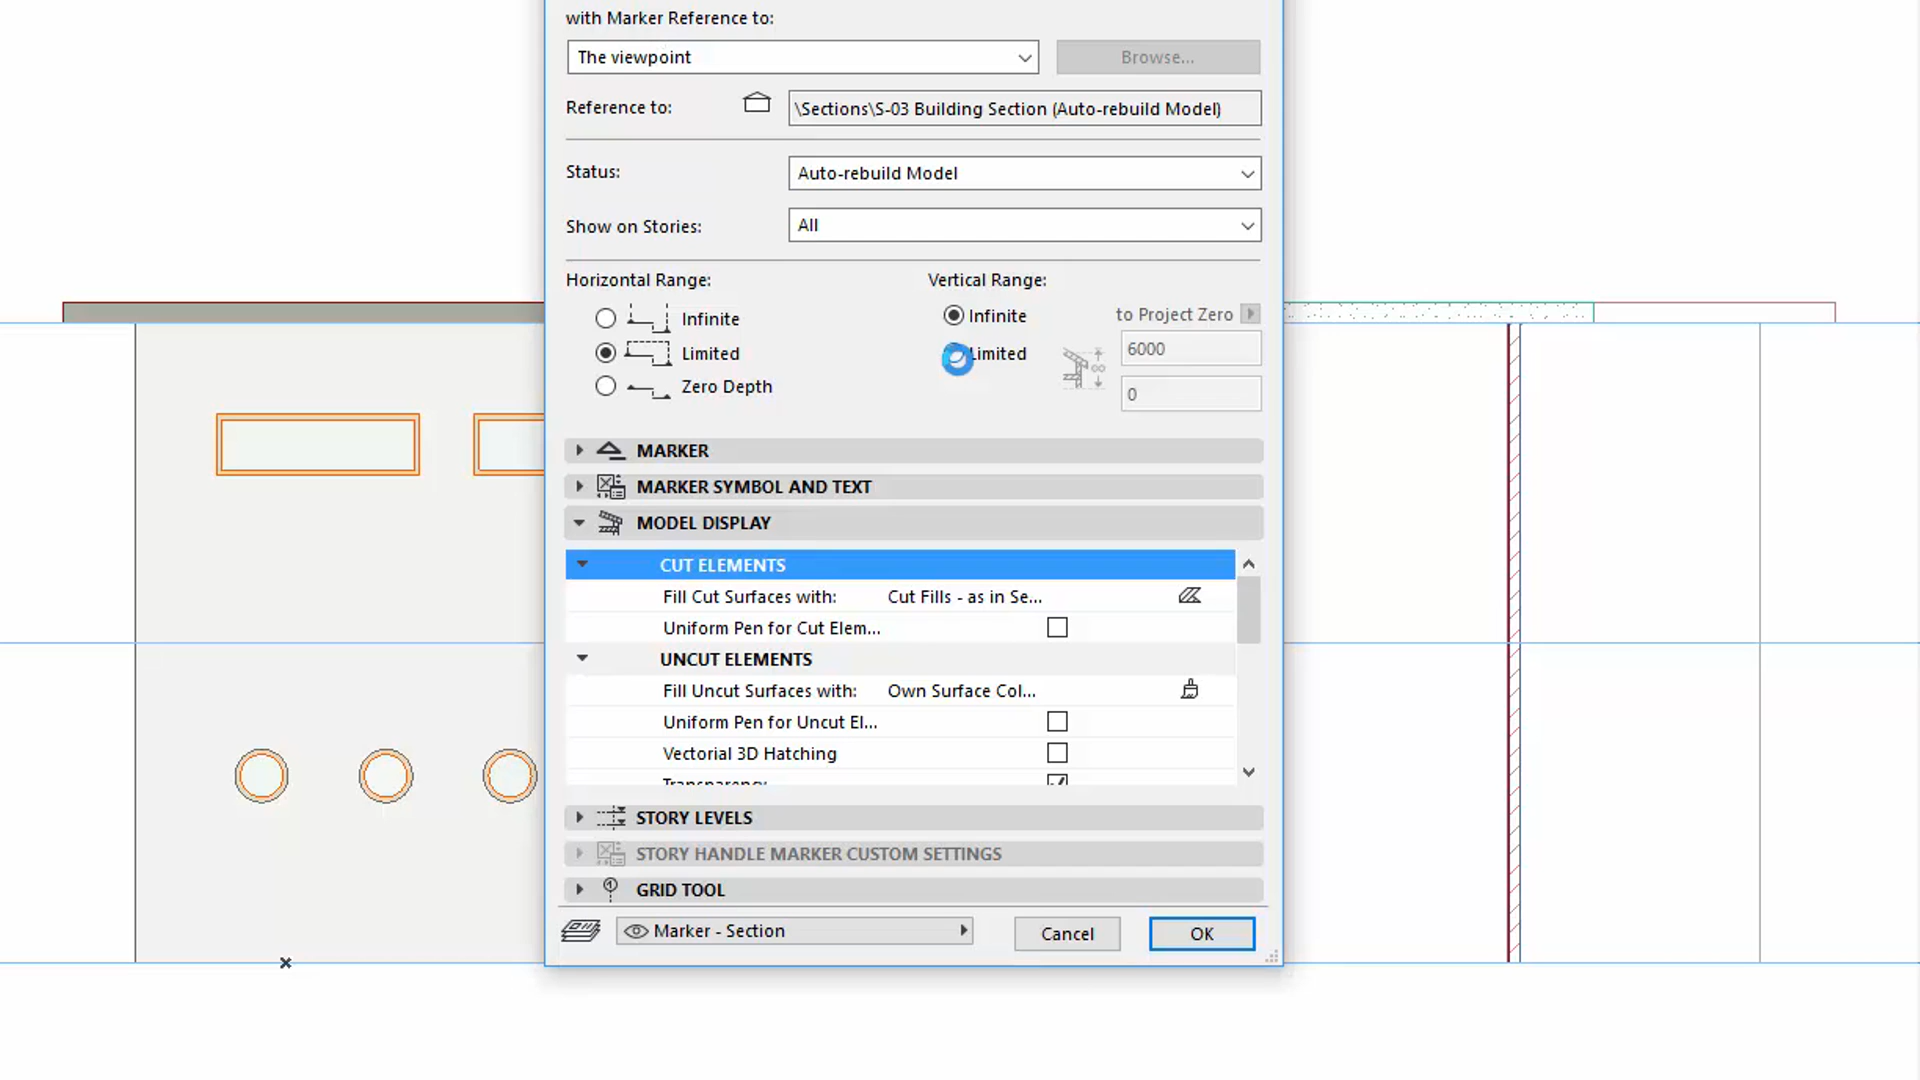 with Marker Reference to:
The viewpoint
Browse...
Reference to:
\Sections\S-03 Building Section (Auto-rebuild Model)
Status:
Auto-rebuild Model
Show on Stories:
All
Horizontal Range:
Vertical Range:
Infinite
Infinite
to Project Zero
Limited
Limited
6000
Zero Depth
0
MARKER
MARKER SYMBOL AND TEXT
MODEL DISPLAY
CUT ELEMENTS
Fill Cut Surfaces with: Cut Fills - as in Se...
Uniform Pen for Cut Elem...
UNCUT ELEMENTS
Fill Uncut Surfaces with: Own Surface Col...
Uniform Pen for Uncut El...
Vectorial 3D Hatching
Transparency
STORY LEVELS
STORY HANDLE MARKER CUSTOM SETTINGS
GRID TOOL
Marker - Section
Cancel
OK